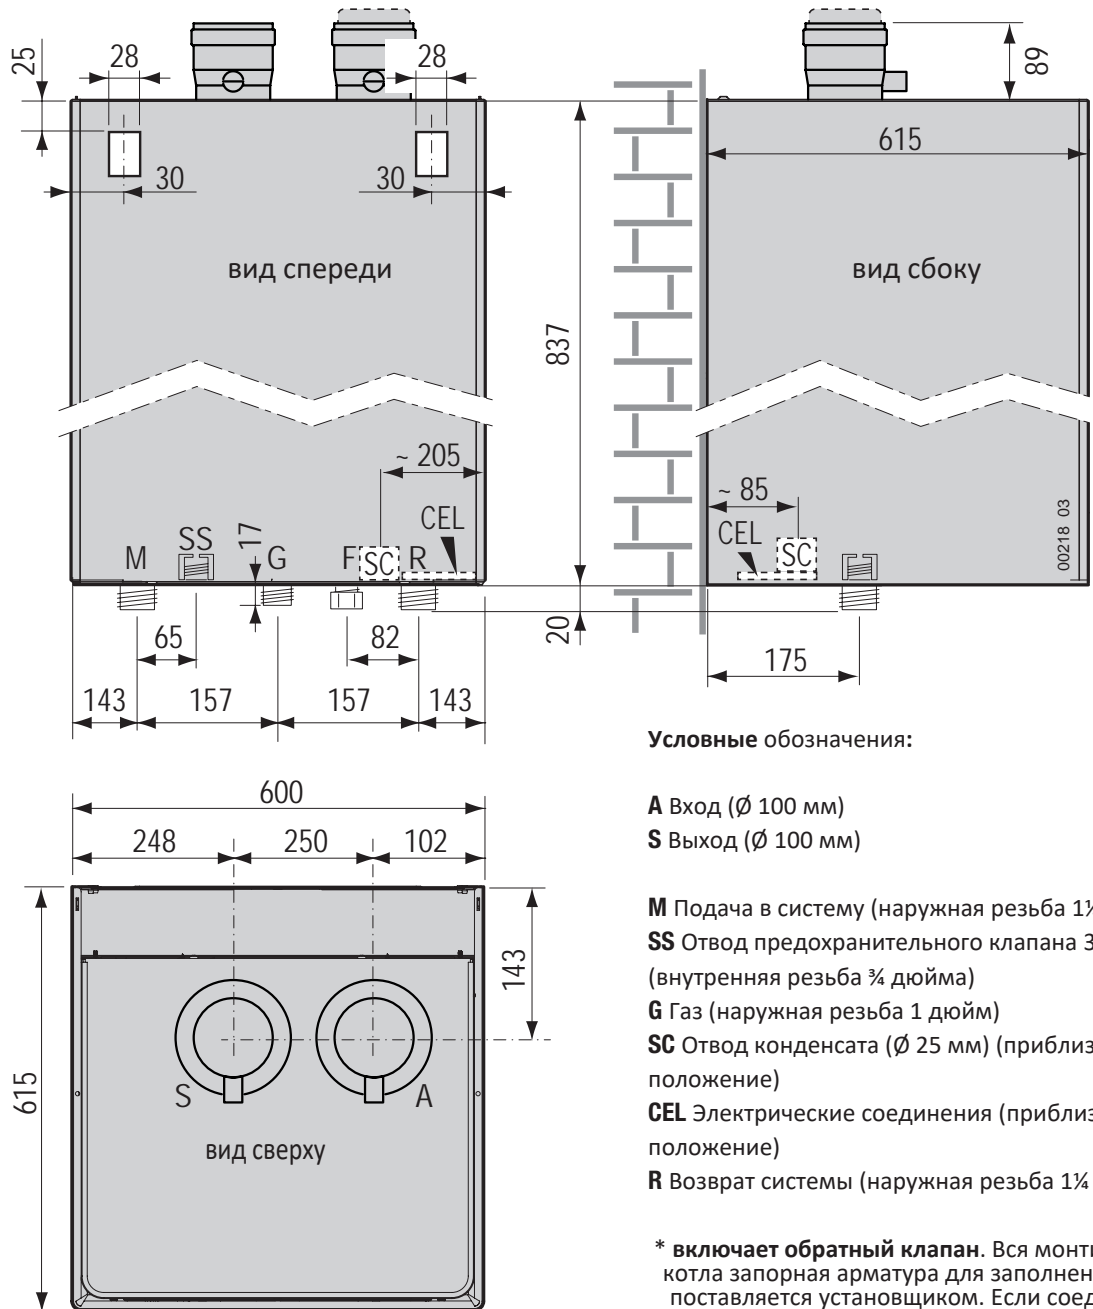 25
28
28
89
30
30
615
вид спереди
вид сбоку
837
~ 205
~ 85
CEL
CEL
M
SS
17
G
F
SC
R
SC
00218 03
65
82
20
175
143
157
157
143
600
248
250
102
143
615
S
A
вид сверху
Условные обозначения:
A Вход (Ø 100 мм)
S Выход (Ø 100 мм)
M Подача в систему (наружная резьба
SS Отвод предохранительного клапана
(внутренняя резьба ¾ дюйма)
G Газ (наружная резьба 1 дюйм)
SC Отвод конденсата (Ø 25 мм)
положение)
CEL Электрические соединения
положение)
R Возврат системы (наружная резьба 1¼
* включает обратный клапан. Вся
котла запорная арматура для
поставляется установщиком. Если